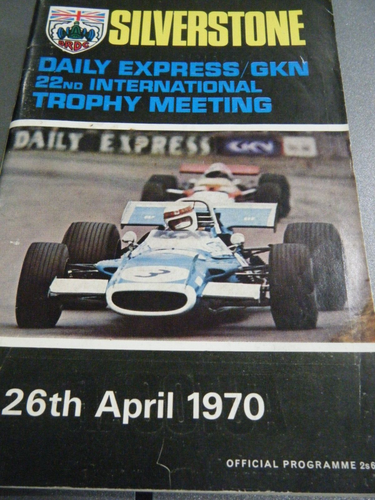 SILVERSTONE
BRDC
DAILY EXPRESS/GKN
22ND INTERNATIONAL
TROPHY MEETING
DAILY EXPRESS GKN
3
26th April 1970
OFFICIAL PROGRAMME 2s6